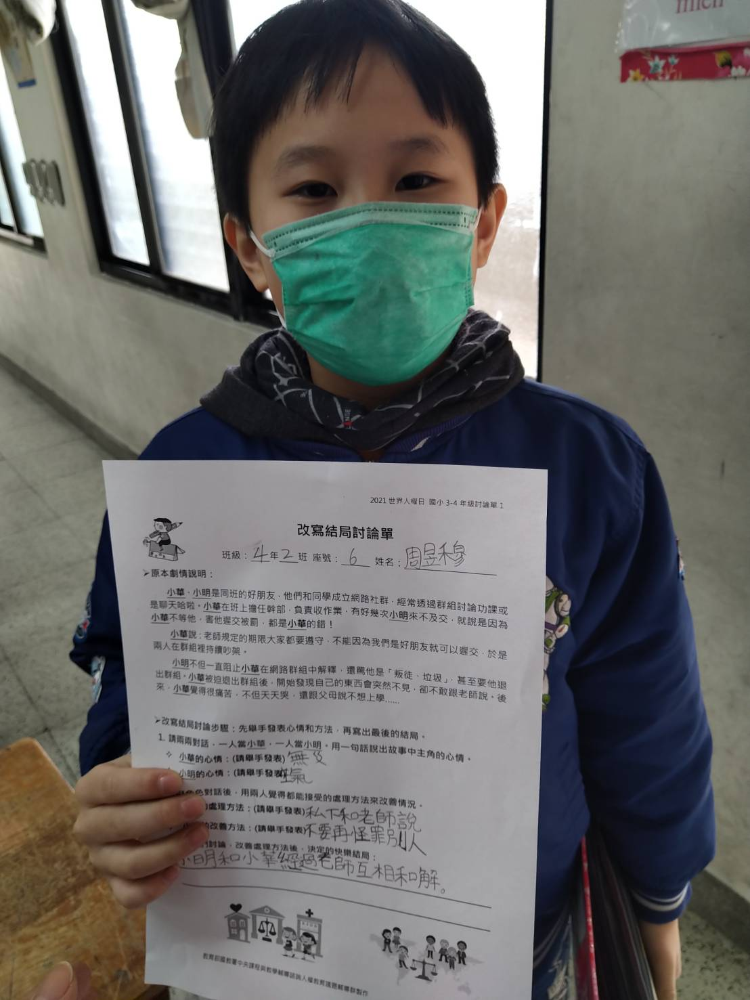 mich
2021 世界人權日 國小 3-4 年級討論單 1
改寫結局討論單
班級：4年2班 座號：6 姓名：周昱穆
➤原本劇情說明：
小華、小明是同班的好朋友，他們和同學成立網路社群，經常透過群組討論功課或
是聊天哈啦。小華在班上擔任幹部，負責收作業，有好幾次小明來不及交，就說是因為
小華不等他，害他遲交被罰，都是小華的錯！
小華說：老師規定的期限大家都要遵守，不能因為我們是好朋友就可以遲交，於是
兩人在群組裡持續吵架。
小明不但一直阻止小華在網路群組中解釋，還罵他是「叛徒、垃圾」，甚至要他退
出群組。小華被迫退出群組後，開始發現自己的東西會突然不見，卻不敢跟老師說。後
來，小華覺得很痛苦，不但天天哭，還跟父母說不想上學......
➤改寫結局討論步驟：先舉手發表心情和方法，再寫出最後的結局。
1. 請兩兩對話，一人當小華，一人當小明。用一句話說出故事中主角的心情。
✧ 小華的心情：(請舉手發表)無奈
小明的心情：(請舉手發表)生氣
角色對話後，用兩人覺得都能接受的處理方法來改善情況。
的處理方法：(請舉手發表)私下和老師說
的改善方法：(請舉手發表)不要再怪罪別人
們討論，改善處理方法後，決定的快樂結局：
小明和小華經過老師互相和解。
教育部國教署中央課程與教學輔導諮詢人權教育議題輔導群製作